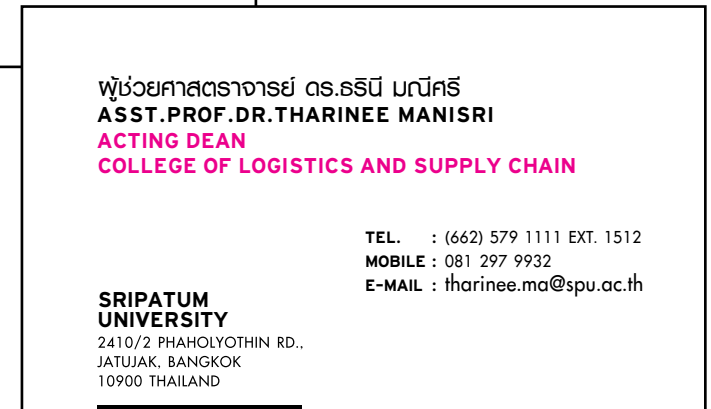 ผู้ช่วยศาสตราจารย์ ดร.ธรินี มณีศรี
ASST.PROF.DR.THARINEE MANISRI
ACTING DEAN
COLLEGE OF LOGISTICS AND SUPPLY CHAIN
TEL. : (662) 579 1111 EXT. 1512
MOBILE : 081 297 9932
E-MAIL : tharinee.ma@spu.ac.th
SRIPATUM
UNIVERSITY
2410/2 PHAHOLYOTHIN RD.,
JATUJAK, BANGKOK
10900 THAILAND